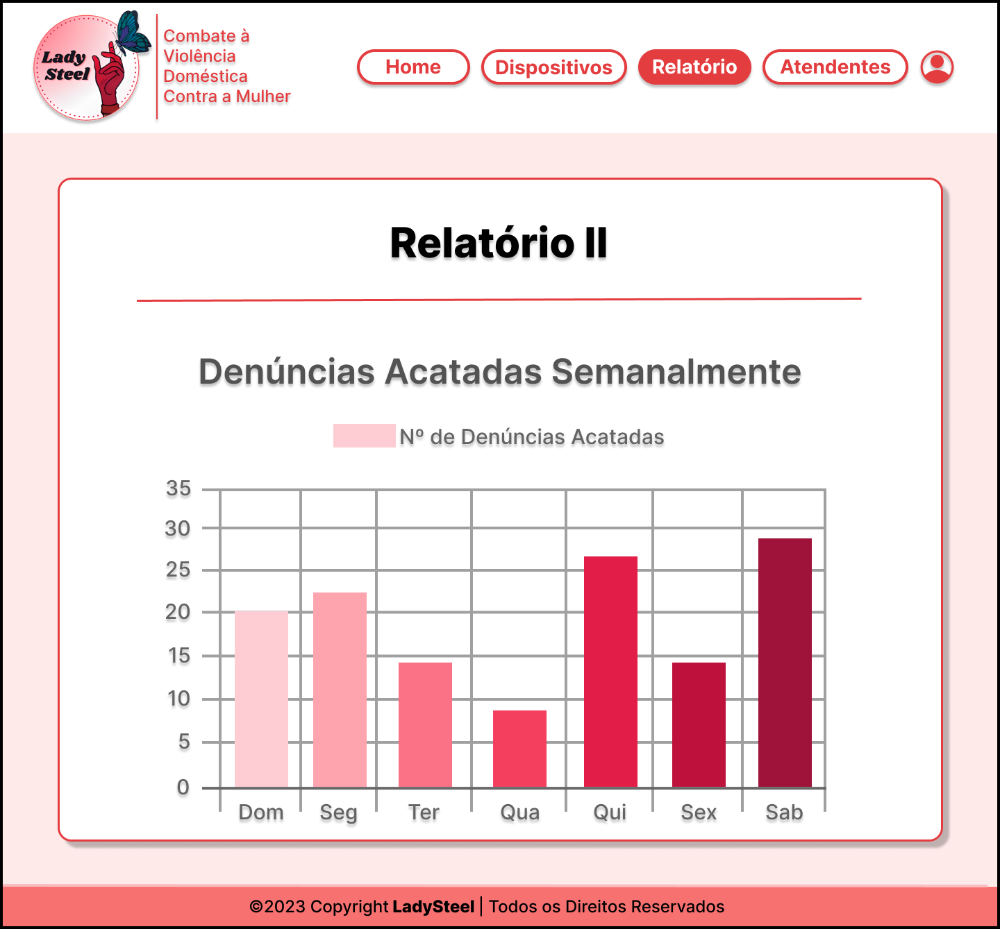 Lady
Steel
Combate à
Violência
Doméstica
Contra a Mulher
Home
Dispositivos
Relatório
Atendentes
Relatório II
Denúncias Acatadas Semanalmente
Nº de Denúncias Acatadas
35
30
25
20
15
10
5
0
Dom Seg Ter Qua Qui Sex Sab
©2023 Copyright LadySteel | Todos os Direitos Reservados